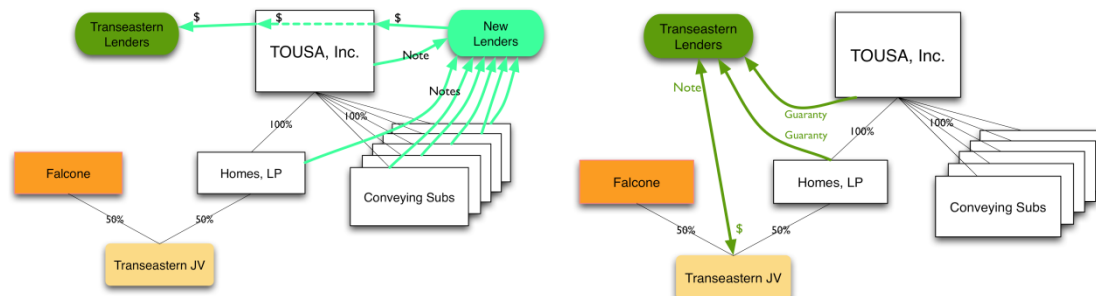 Transeastern
Lenders
$
$
$
New
Lenders
TOUSA, Inc.
Note
Notes
100%
100%
Falcone
Homes, LP
Conveying Subs
50%
50%
Transeastern JV
Transeastern
Lenders
TOUSA, Inc.
Note
Guaranty
Guaranty
100%
100%
Falcone
Homes, LP
Conveying Subs
50%
$
50%
Transeastern JV